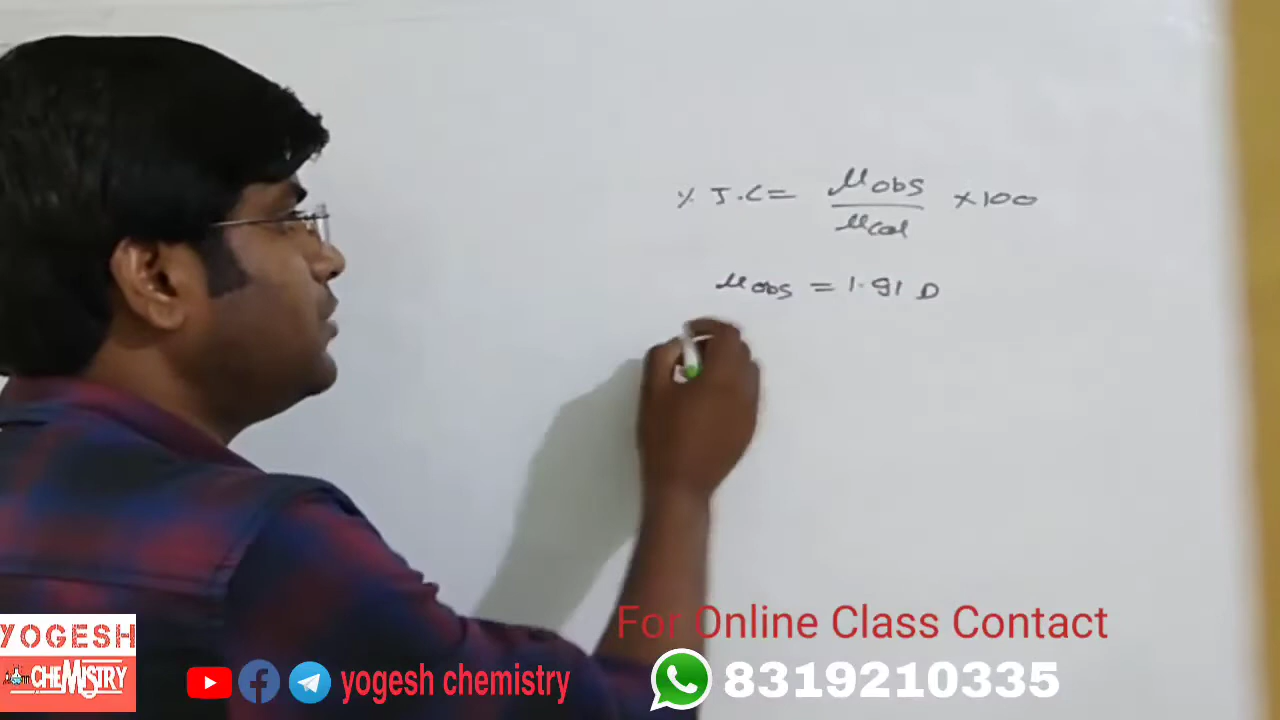 % I.C = μobs / μcal × 100
μobs = 1.91 D
For Online Class Contact
YOGESH
CHEMISTRY
yogesh chemistry
8319210335